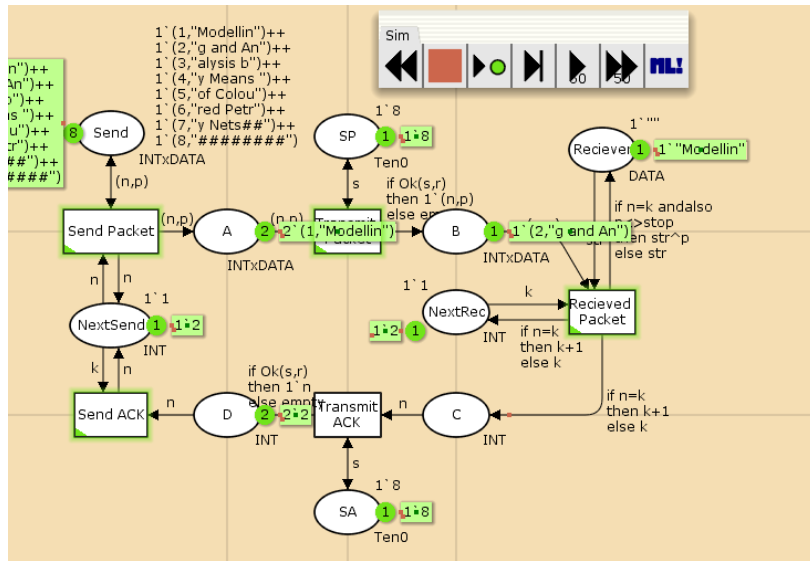 n")++
An")++
")++
s ")++
u")++
tr")++
##")++
####")
8
Send
INTxDATA
1`(1,"Modellin")++
1`(2,"g and An")++
1`(3,"alysis b")++
1`(4,"y Means ")++
1`(5,"of Colou")++
1`(6,"red Petr")++
1`(7,"y Nets##")++
1`(8,"########")
Sim
50
ML!
1`8
SP
1
1`8
Ten0
s
1`""
Reciever
1
1`"Modellin"
DATA
(n,p)
if Ok(s,r)
then 1`(n,p)
else
Send Packet
(n,p)
A
2
2`(1,"Modellin")
INTxDATA
B
1
1`(2,"g and An")
INTxDATA
if n=k andalso
then str^p
else str
n
n
1`1
NextSend
1
1`2
INT
1`1
NextRec
1`2
1
INT
k
if n=k
then k+1
else k
Recieved
Packet
k
n
Send ACK
n
D
2
2`2
INT
if Ok(s,r)
then 1`n
else empty
Transmit
ACK
n
C
INT
if n=k
then k+1
else k
s
1`8
SA
1
1`8
Ten0